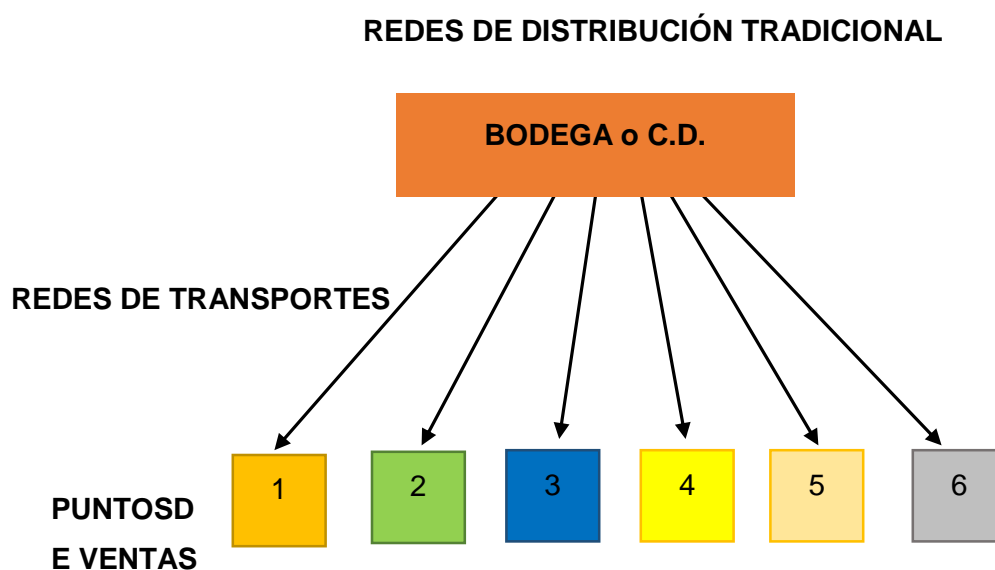 REDES DE DISTRIBUCIÓN TRADICIONAL
BODEGA o C.D.
REDES DE TRANSPORTES
1
2
3
4
5
6
PUNTOSD
E VENTAS